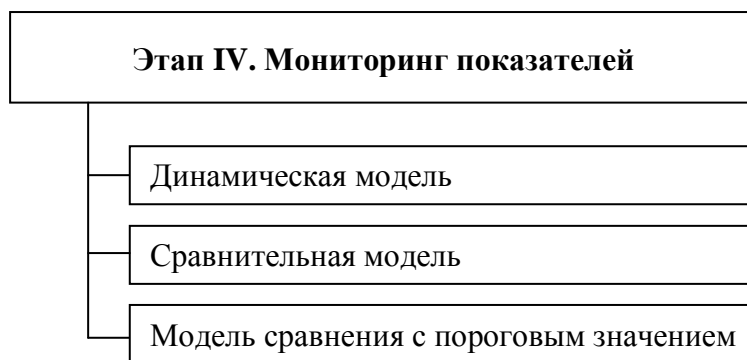 Этап IV. Мониторинг показателей
Динамическая модель
Сравнительная модель
Модель сравнения с пороговым значением